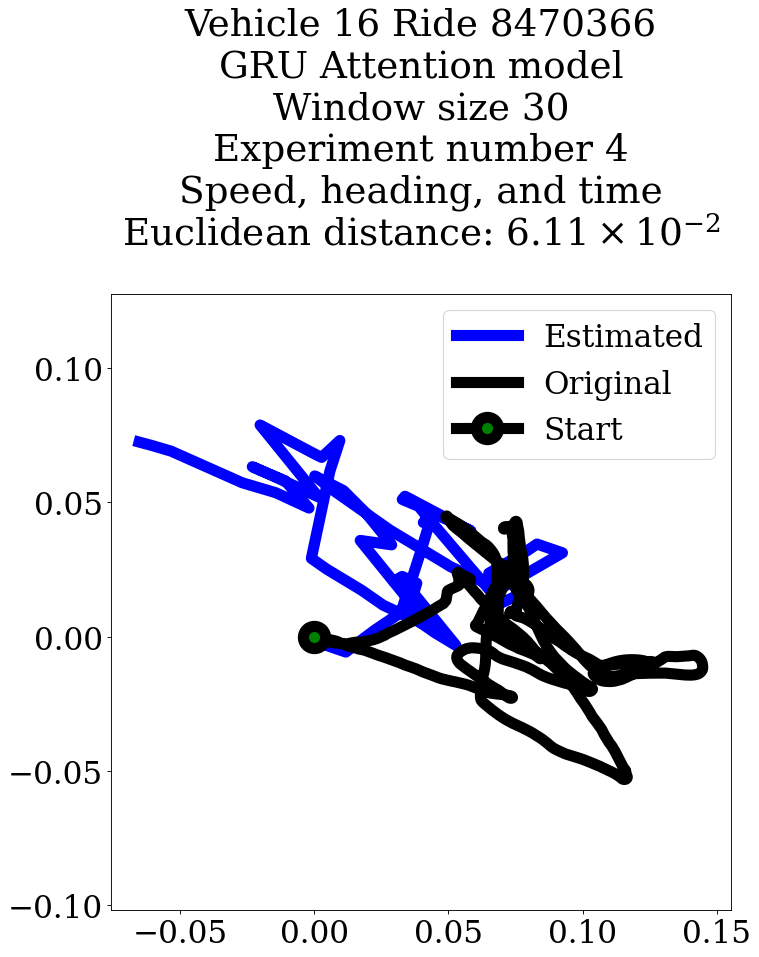 Vehicle 16 Ride 8470366
GRU Attention model
Window size 30
Experiment number 4
Speed, heading, and time
Euclidean distance: 6.11 × 10⁻²
Estimated
Original
Start
0.10
0.05
0.00
−0.05
−0.10
−0.05 0.00 0.05 0.10 0.15